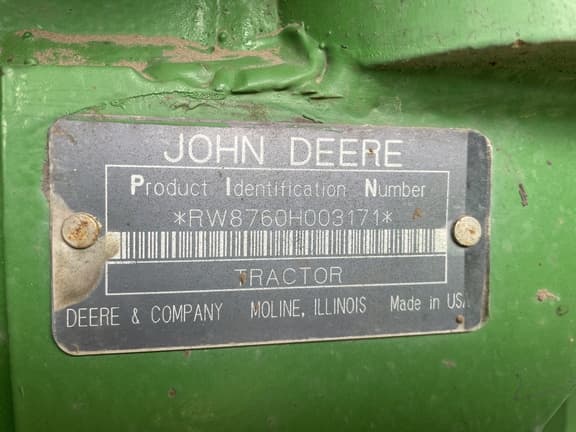 JOHN DEERE
Product Identification Number
*RW8760H003171*
TRACTOR
DEERE & COMPANY MOLINE, ILLINOIS Made in USA